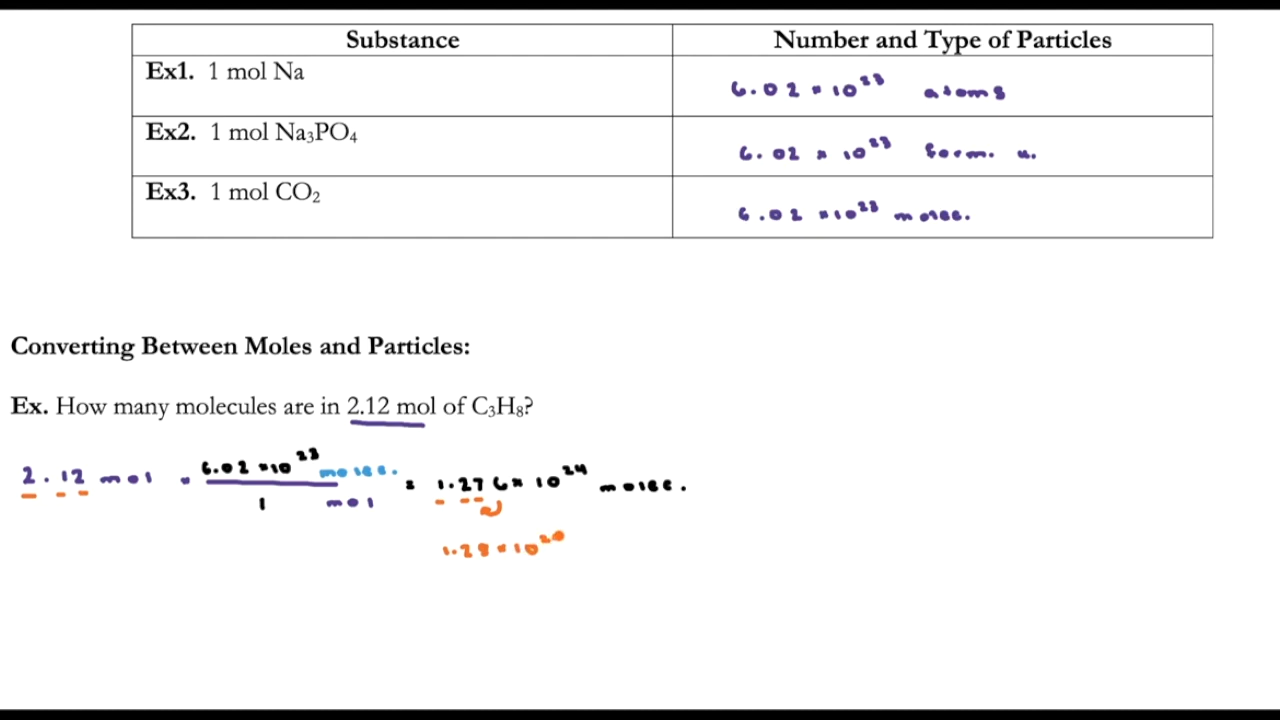 Substance Number and Type of Particles
Ex1. 1 mol Na 6.02 × 10²³ atoms
Ex2. 1 mol Na₃PO₄ 6.02 × 10²³ form. u.
Ex3. 1 mol CO₂ 6.02 × 10²³ molec.
Converting Between Moles and Particles:
Ex. How many molecules are in 2.12 mol of C₃H₈?
6.02 × 10²³ molec.
2.12 mol × = 1.276 × 10²⁴ molec.
1 mol
1.28 × 10²⁰